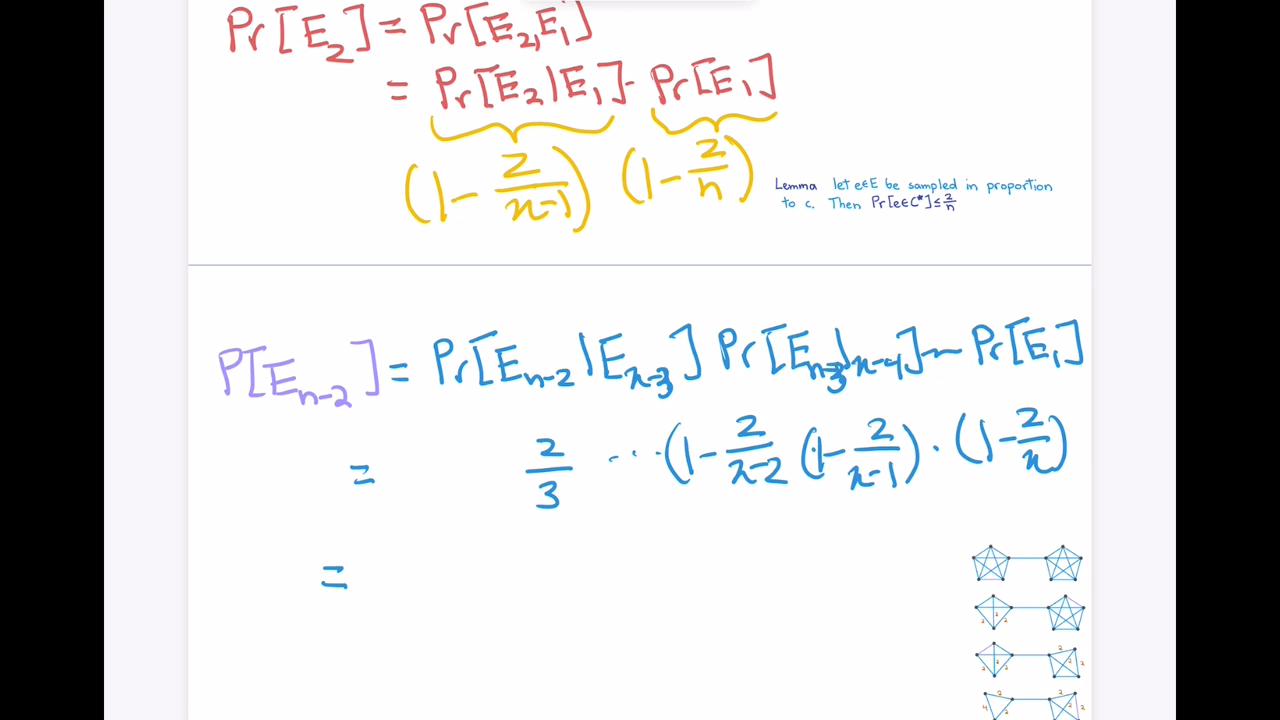 Pr[E₂] = Pr[E₂,E₁]
= Pr[E₂|E₁] · Pr[E₁]
(1 - 2/(n-1)) (1 - 2/n)
Lemma let e∈E be sampled in proportion
to c. Then Pr[e∈C*] ≤ 2/n
P[Eₙ₋₂] = Pr[Eₙ₋₂|Eₙ₋₃] Pr[Eₙ₋₃|ₙ₋₄] ~ Pr[E₁]
= 2/3 ... (1 - 2/(n-2) (1 - 2/(n-1)) · (1 - 2/n)
=